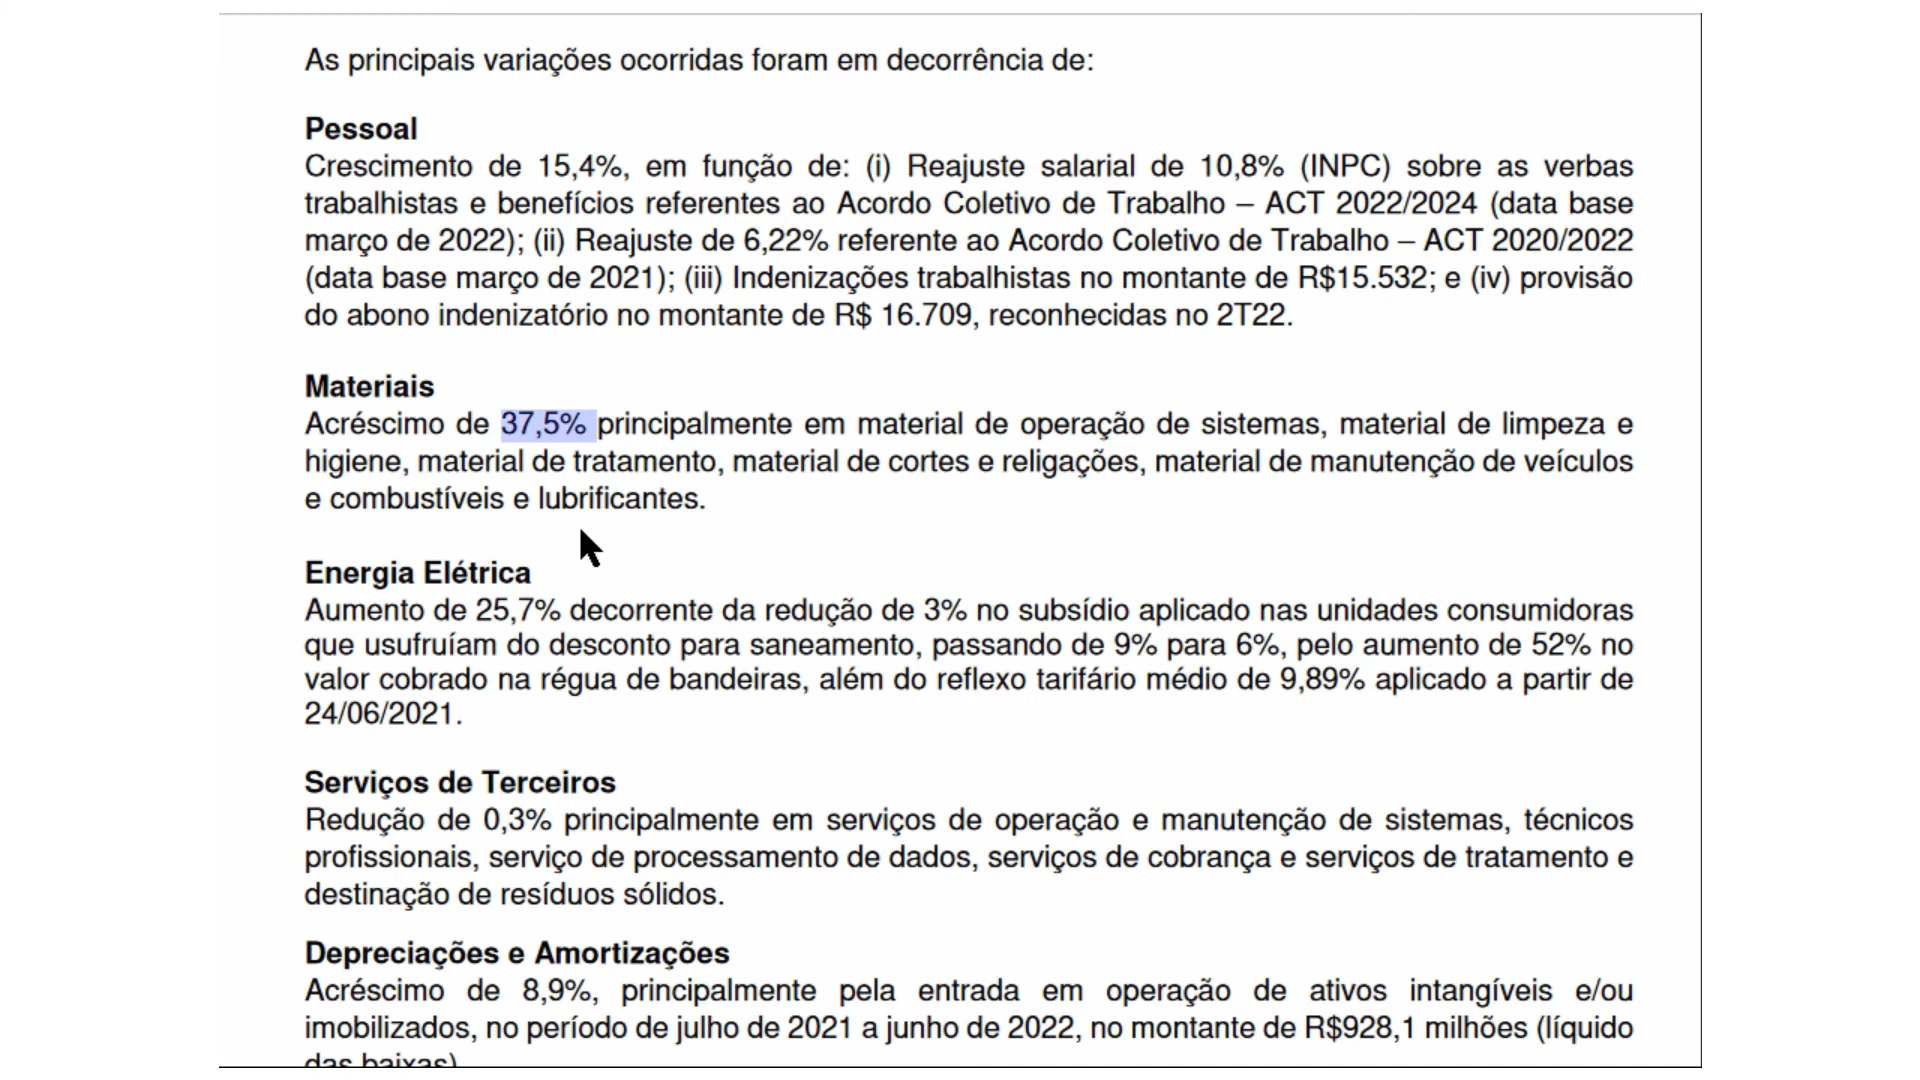 As principais variações ocorridas foram em decorrência de:
Pessoal
Crescimento de 15,4%, em função de: (i) Reajuste salarial de 10,8% (INPC) sobre as verbas
trabalhistas e benefícios referentes ao Acordo Coletivo de Trabalho – ACT 2022/2024 (data base
março de 2022); (ii) Reajuste de 6,22% referente ao Acordo Coletivo de Trabalho – ACT 2020/2022
(data base março de 2021); (iii) Indenizações trabalhistas no montante de R$15.532; e (iv) provisão
do abono indenizatório no montante de R$ 16.709, reconhecidas no 2T22.
Materiais
Acréscimo de 37,5% principalmente em material de operação de sistemas, material de limpeza e
higiene, material de tratamento, material de cortes e religações, material de manutenção de veículos
e combustíveis e lubrificantes.
Energia Elétrica
Aumento de 25,7% decorrente da redução de 3% no subsídio aplicado nas unidades consumidoras
que usufruíam do desconto para saneamento, passando de 9% para 6%, pelo aumento de 52% no
valor cobrado na régua de bandeiras, além do reflexo tarifário médio de 9,89% aplicado a partir de
24/06/2021.
Serviços de Terceiros
Redução de 0,3% principalmente em serviços de operação e manutenção de sistemas, técnicos
profissionais, serviço de processamento de dados, serviços de cobrança e serviços de tratamento e
destinação de resíduos sólidos.
Depreciações e Amortizações
Acréscimo de 8,9%, principalmente pela entrada em operação de ativos intangíveis e/ou
imobilizados, no período de julho de 2021 a junho de 2022, no montante de R$928,1 milhões (líquido
das baixas)